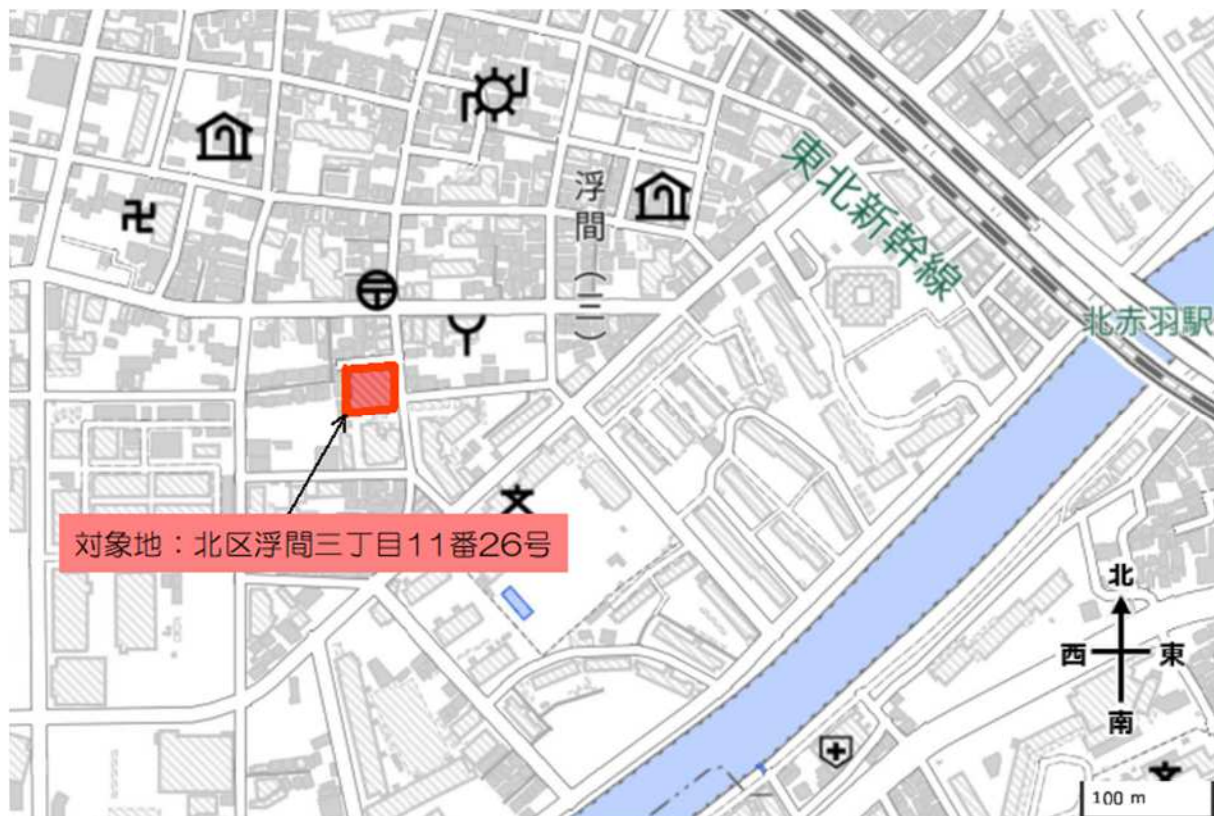 東北新幹線
浮間(三)
北赤羽駅
対象地：北区浮間三丁目11番26号
北
西 東
南
100 m